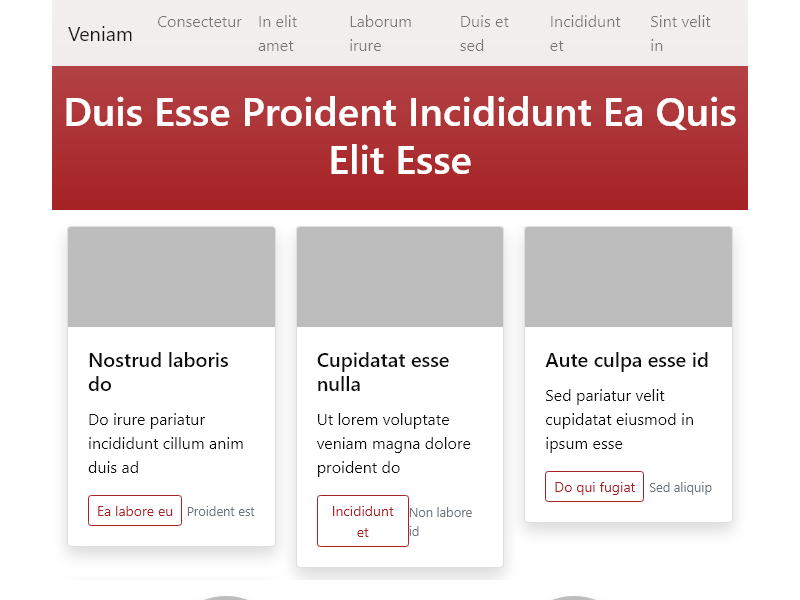 Veniam
Consectetur
In elit
amet
Laborum
irure
Duis et
sed
Incididunt
et
Sint velit
in
Duis Esse Proident Incididunt Ea Quis
Elit Esse
Nostrud laboris
do
Do irure pariatur
incididunt cillum anim
duis ad
Ea labore eu
Proident est
Cupidatat esse
nulla
Ut lorem voluptate
veniam magna dolore
proident do
Incididunt
et
Non labore
id
Aute culpa esse id
Sed pariatur velit
cupidatat eiusmod in
ipsum esse
Do qui fugiat
Sed aliquip